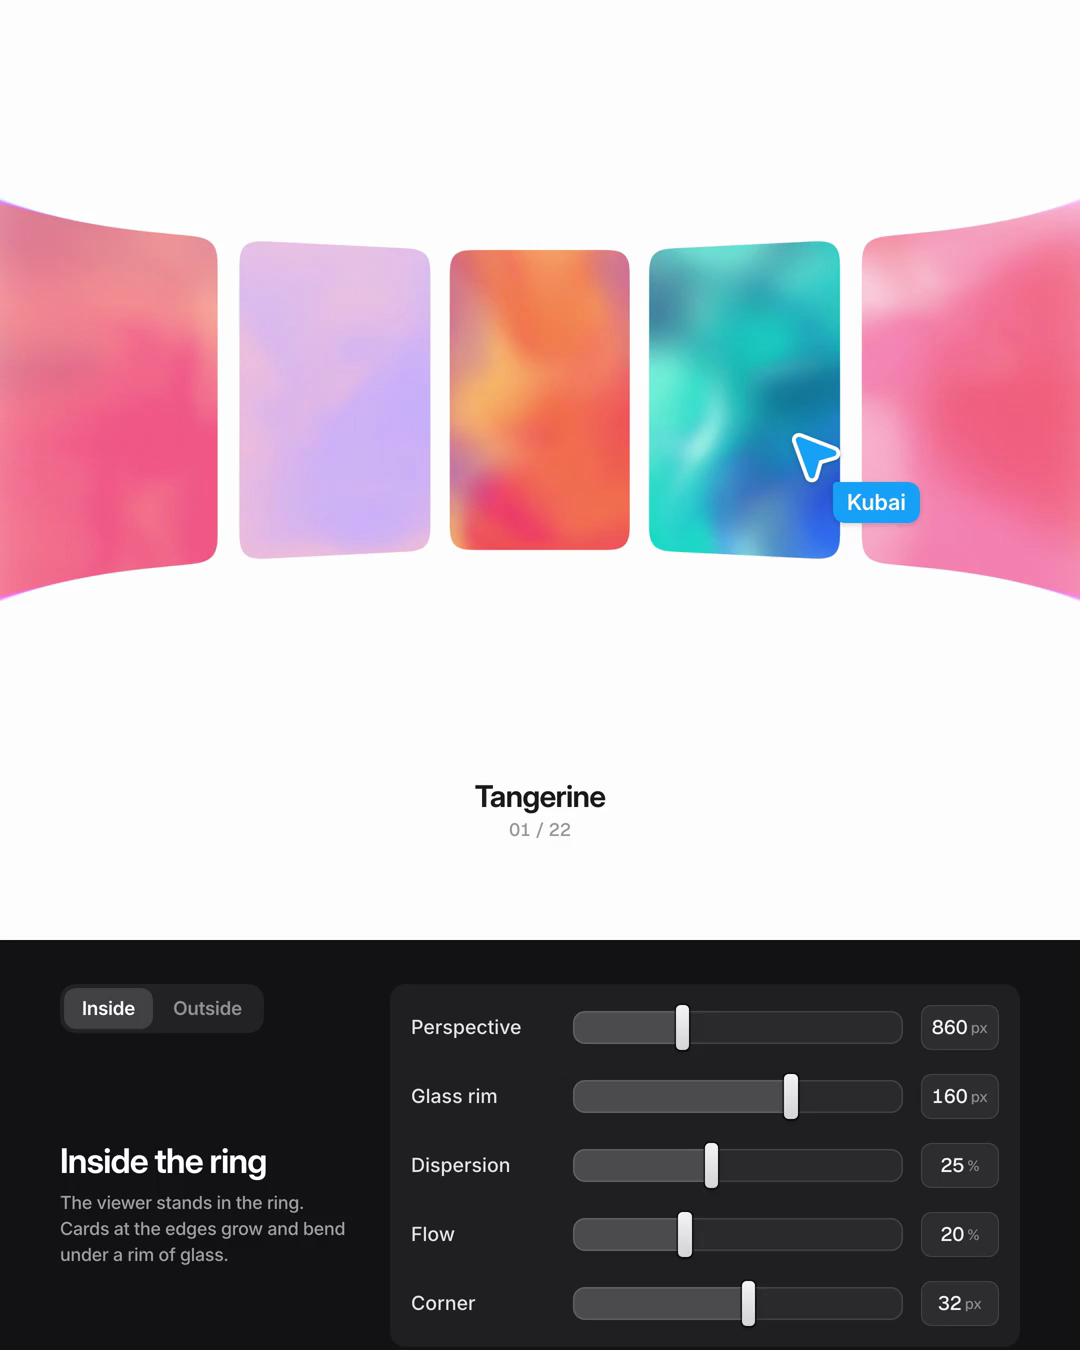 Kubai
Tangerine
01 / 22
Inside
Outside
Inside the ring
The viewer stands in the ring.
Cards at the edges grow and bend
under a rim of glass.
Perspective
860 px
Glass rim
160 px
Dispersion
25 %
Flow
20 %
Corner
32 px